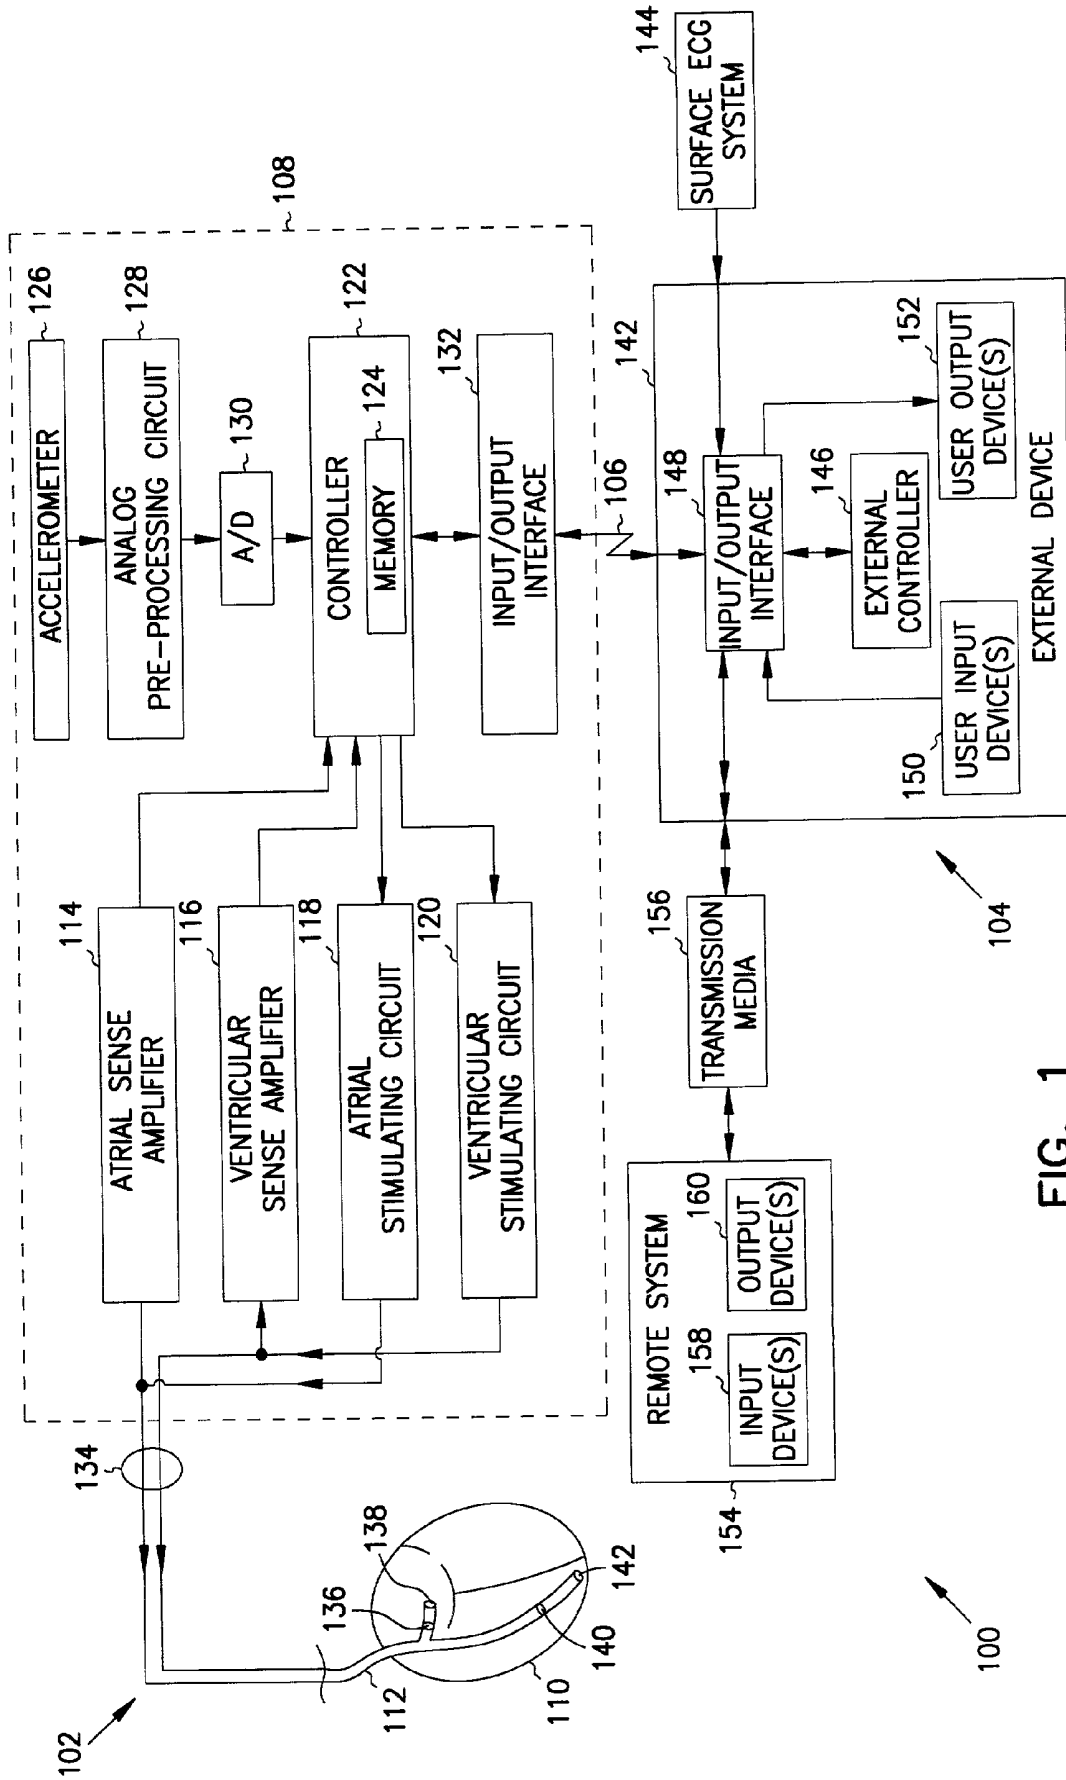 102
134
114
ATRIAL SENSE
AMPLIFIER
116
VENTRICULAR
SENSE AMPLIFIER
118
ATRIAL
STIMULATING CIRCUIT
120
VENTRICULAR
STIMULATING CIRCUIT
126
ACCELEROMETER
128
ANALOG
PRE-PROCESSING CIRCUIT
130
A/D
122
CONTROLLER
124
MEMORY
132
INPUT/OUTPUT
INTERFACE
108
106
112
136
138
110
140
142
154
REMOTE SYSTEM
158
INPUT
DEVICE(S)
160
OUTPUT
DEVICE(S)
156
TRANSMISSION
MEDIA
142
148
INPUT/OUTPUT
INTERFACE
146
EXTERNAL
CONTROLLER
150
USER INPUT
DEVICE(S)
152
USER OUTPUT
DEVICE(S)
EXTERNAL DEVICE
144
SURFACE ECG
SYSTEM
104
100
FIG. 1